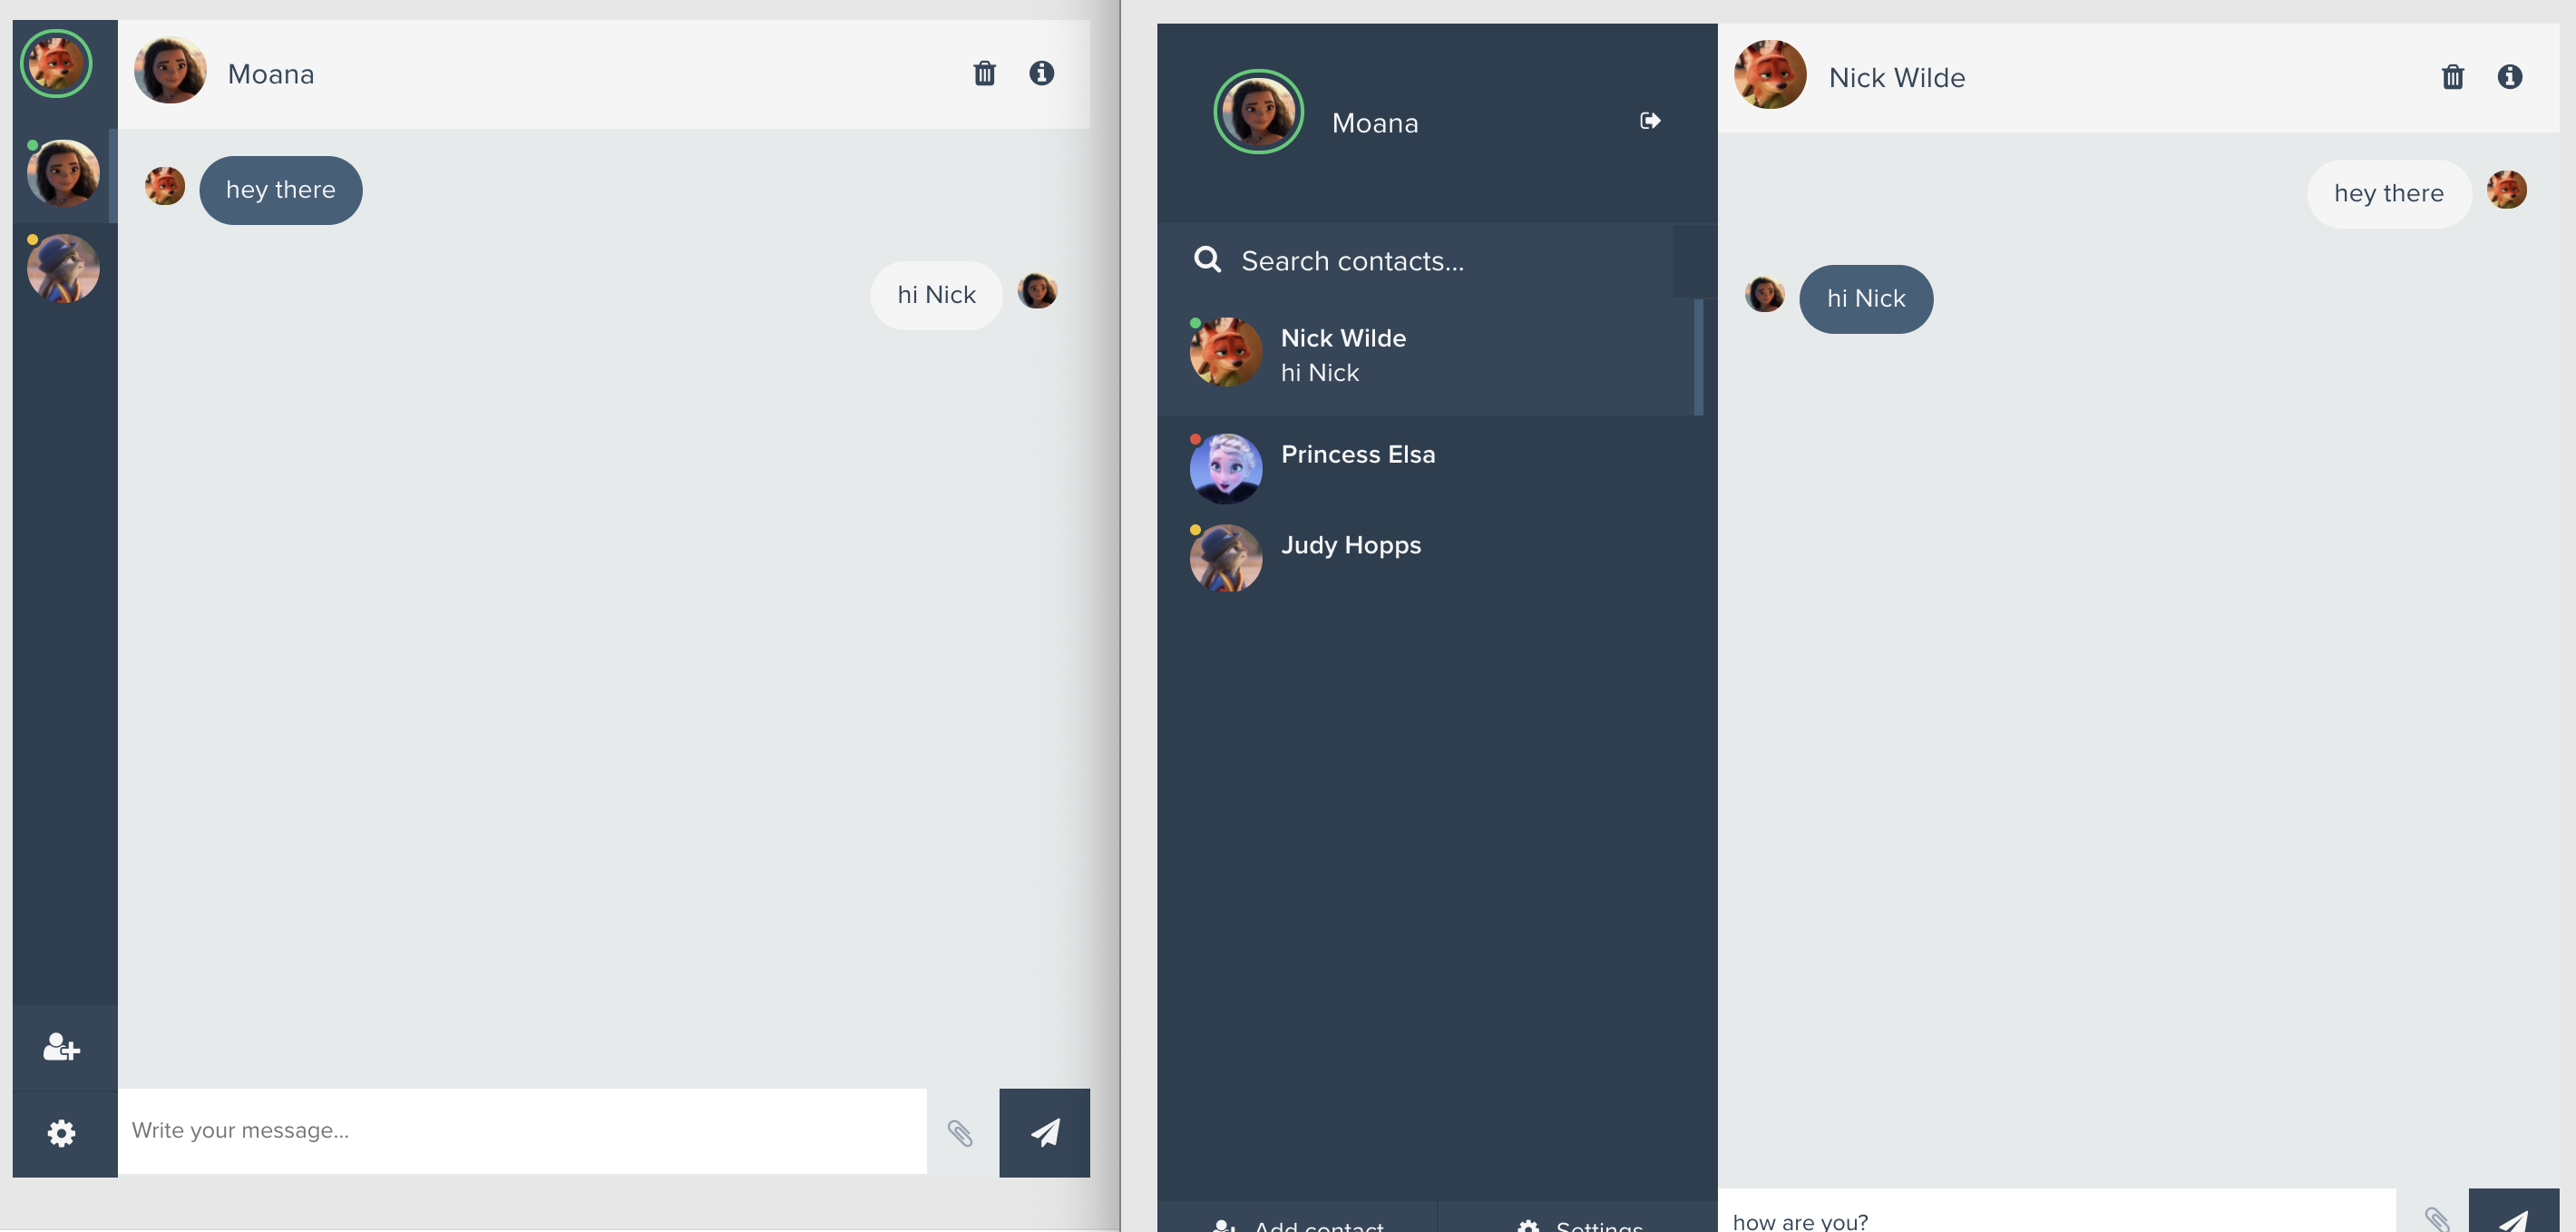 Moana
hey there
hi Nick
Write your message...
Moana
Search contacts...
Nick Wilde
hi Nick
Princess Elsa
Judy Hopps
Add contact
Settings
Nick Wilde
hey there
hi Nick
how are you?